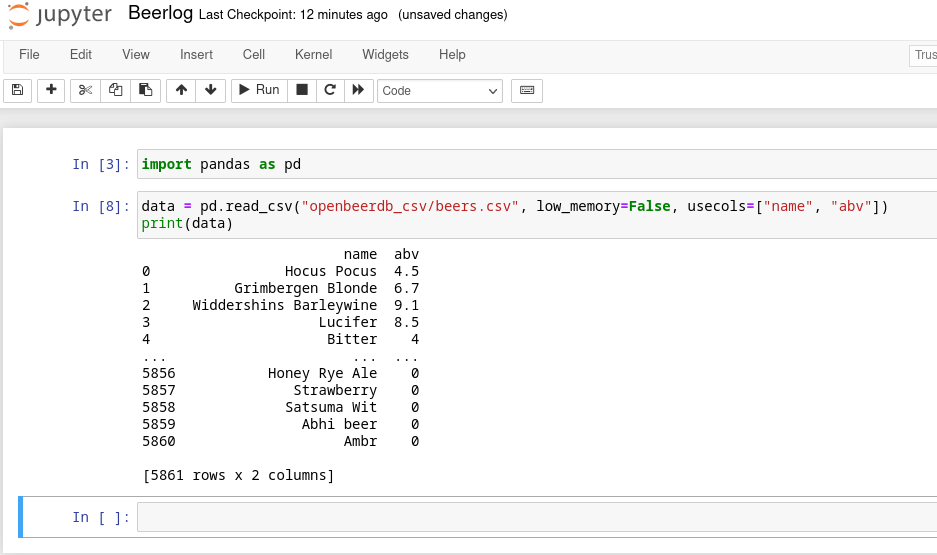 jupyter Beerlog Last Checkpoint: 12 minutes ago (unsaved changes)
File Edit View Insert Cell Kernel Widgets Help Trus
Run Code
In [3]: import pandas as pd
In [8]: data = pd.read_csv("openbeerdb_csv/beers.csv", low_memory=False, usecols=["name", "abv"])
print(data)
name abv
0 Hocus Pocus 4.5
1 Grimbergen Blonde 6.7
2 Widdershins Barleywine 9.1
3 Lucifer 8.5
4 Bitter 4
... ... ...
5856 Honey Rye Ale 0
5857 Strawberry 0
5858 Satsuma Wit 0
5859 Abhi beer 0
5860 Ambr 0
[5861 rows x 2 columns]
In [ ]: